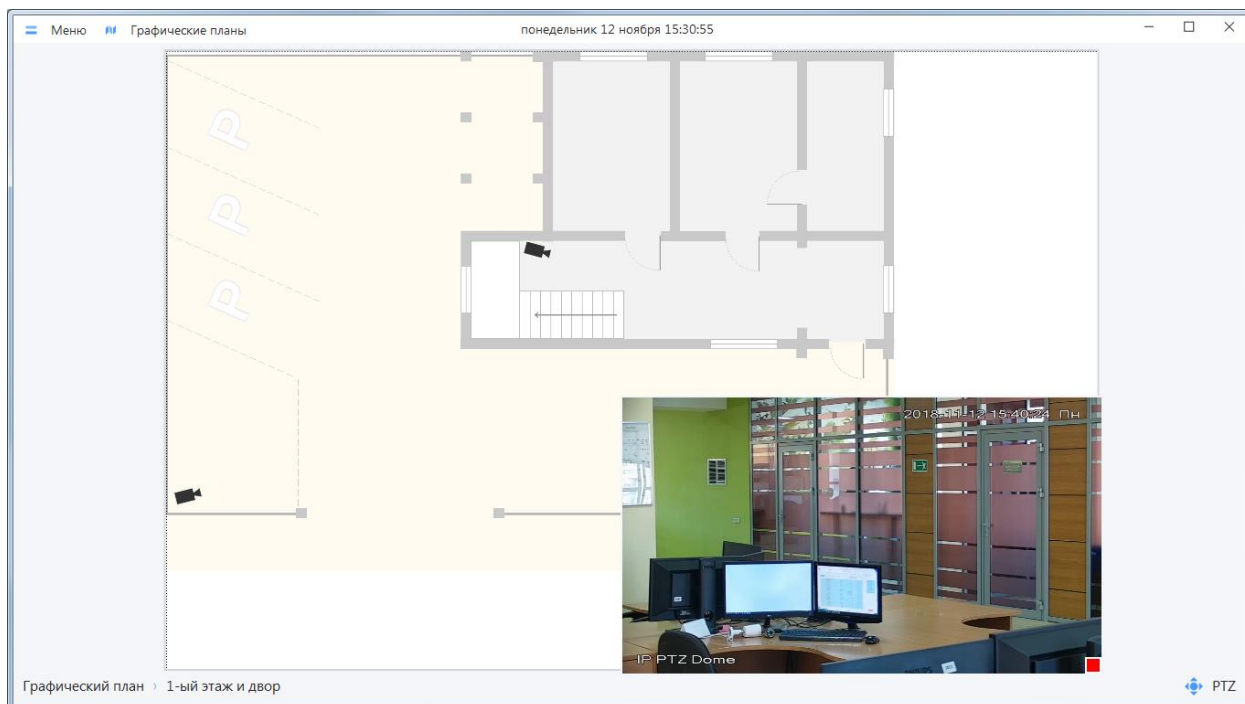 Меню Графические планы понедельник 12 ноября 15:30:55
P
P
P
2018-11-12 15:40:24 Пн
IP PTZ Dome
Графический план › 1-ый этаж и двор PTZ